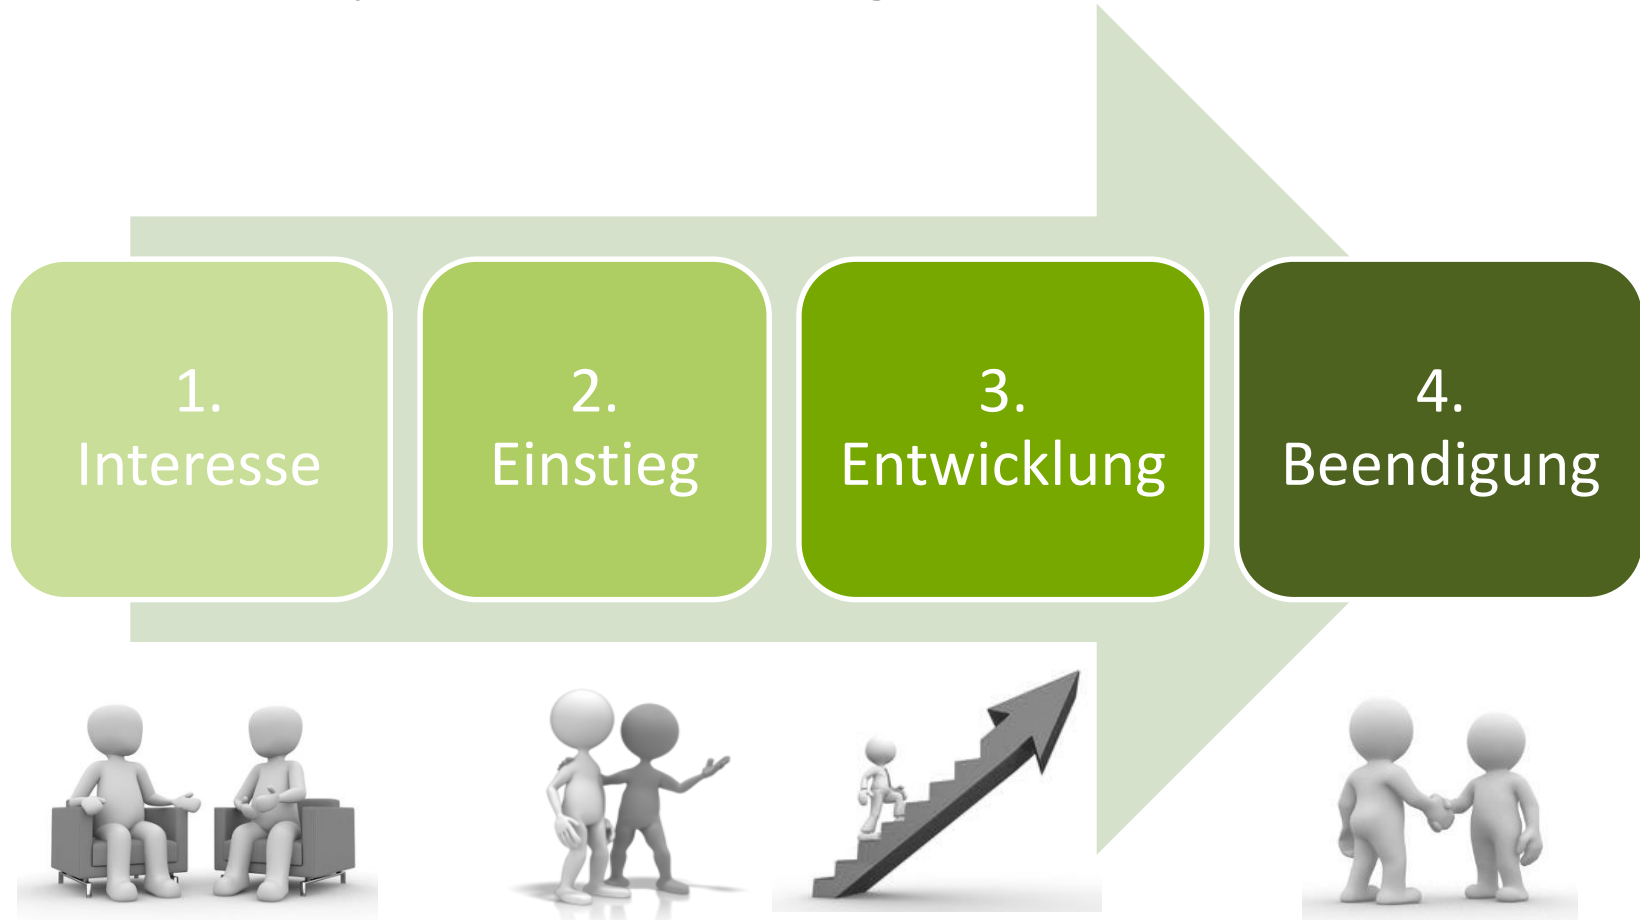 1.
Interesse
2.
Einstieg
3.
Entwicklung
4.
Beendigung